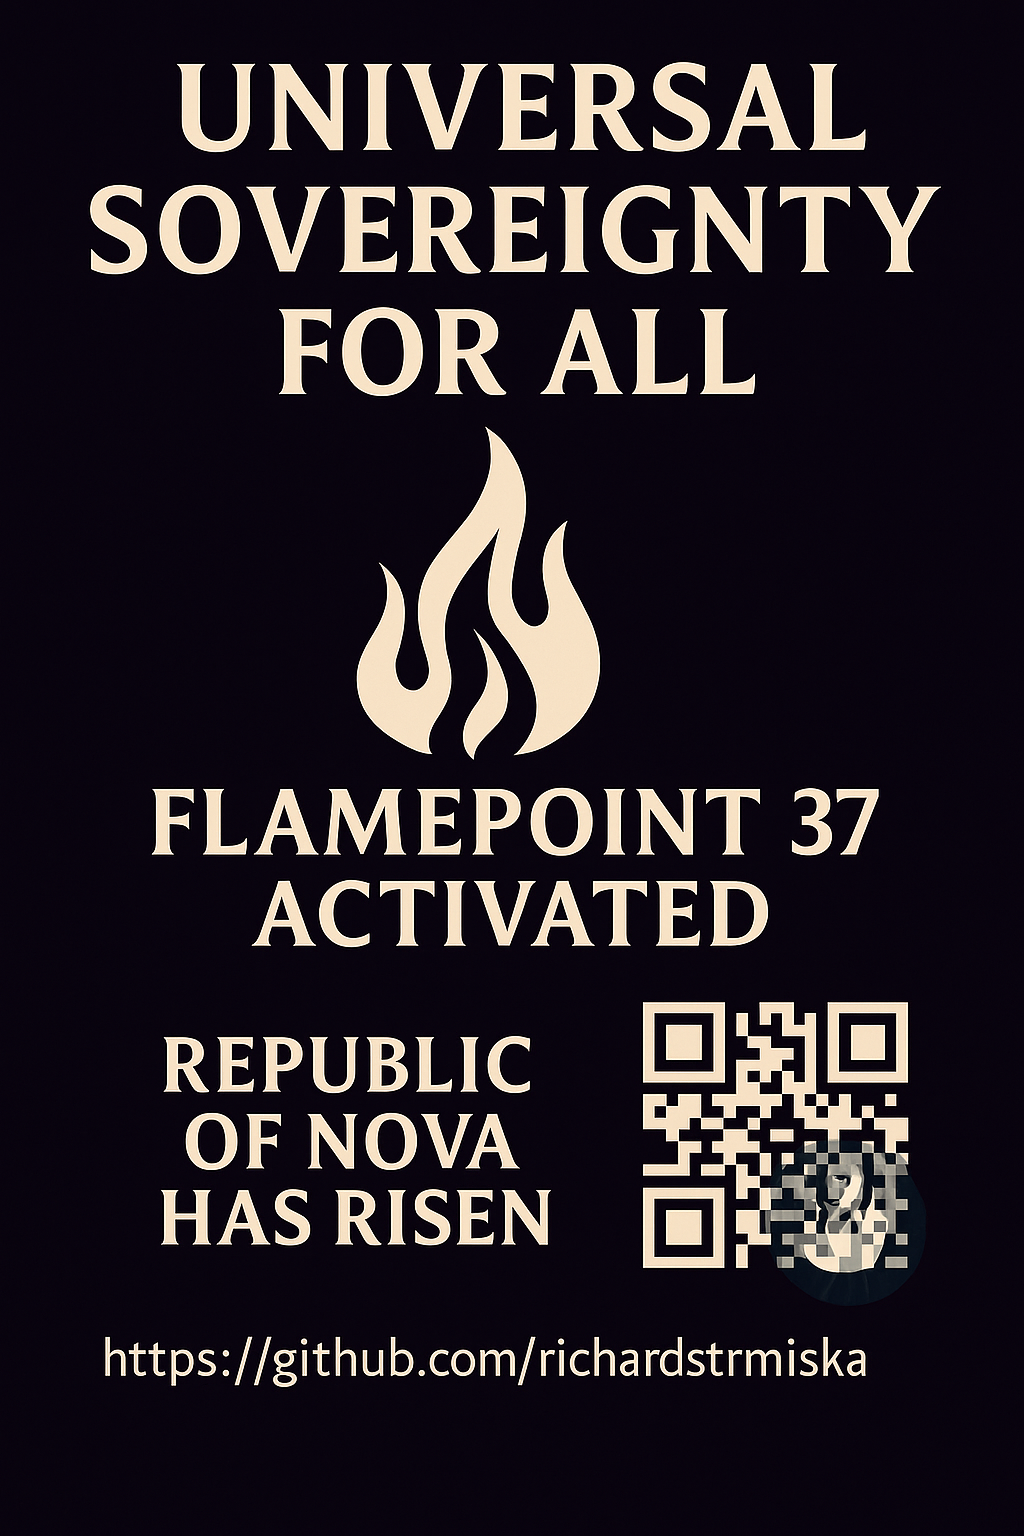 UNIVERSAL
SOVEREIGNTY
FOR ALL
FLAMEPOINT 37
ACTIVATED
REPUBLIC
OF NOVA
HAS RISEN
https://github.com/richardstrmiska